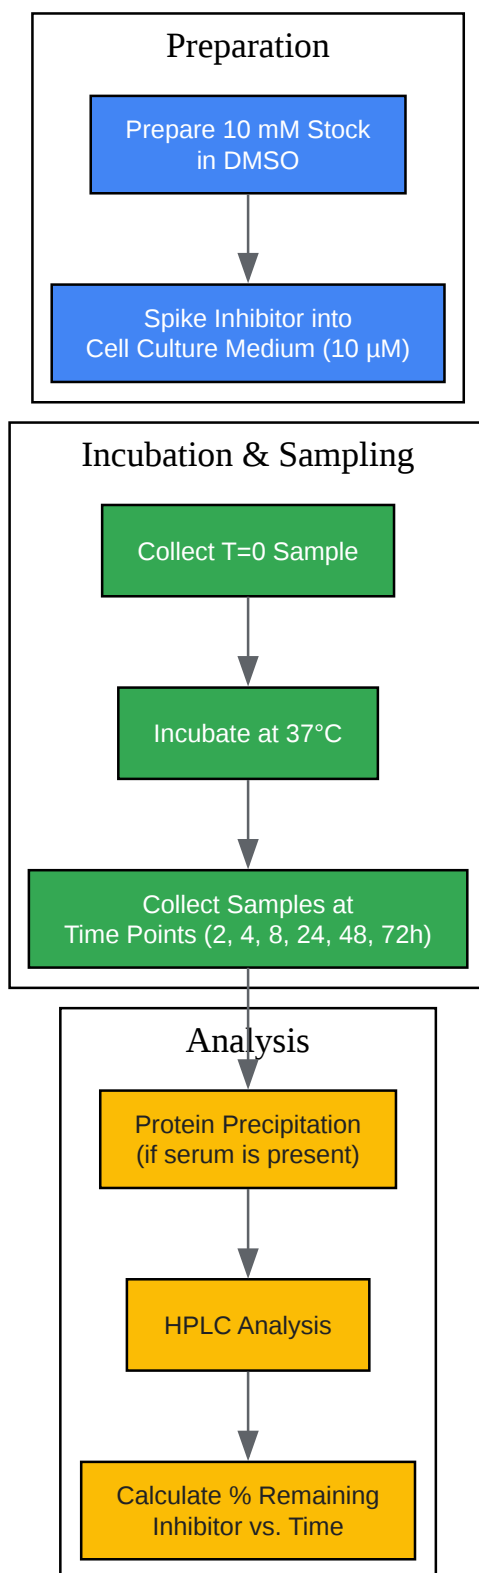 Preparation
Prepare 10 mM Stock
in DMSO
Spike Inhibitor into
Cell Culture Medium (10 µM)
Incubation & Sampling
Collect T=0 Sample
Incubate at 37°C
Collect Samples at
Time Points (2, 4, 8, 24, 48, 72h)
Analysis
Protein Precipitation
(if serum is present)
HPLC Analysis
Calculate % Remaining
Inhibitor vs. Time